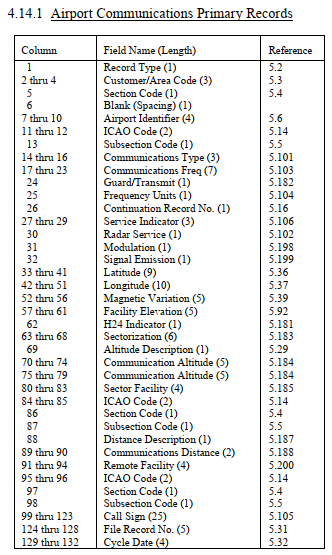 4.14.1 Airport Communications Primary Records
Column Field Name (Length) Reference
1 Record Type (1) 5.2
2 thru 4 Customer/Area Code (3) 5.3
5 Section Code (1) 5.4
6 Blank (Spacing) (1)
7 thru 10 Airport Identifier (4) 5.6
11 thru 12 ICAO Code (2) 5.14
13 Subsection Code (1) 5.5
14 thru 16 Communications Type (3) 5.101
17 thru 23 Communications Freq (7) 5.103
24 Guard/Transmit (1) 5.182
25 Frequency Units (1) 5.104
26 Continuation Record No. (1) 5.16
27 thru 29 Service Indicator (3) 5.106
30 Radar Service (1) 5.102
31 Modulation (1) 5.198
32 Signal Emission (1) 5.199
33 thru 41 Latitude (9) 5.36
42 thru 51 Longitude (10) 5.37
52 thru 56 Magnetic Variation (5) 5.39
57 thru 61 Facility Elevation (5) 5.92
62 H24 Indicator (1) 5.181
63 thru 68 Sectorization (6) 5.183
69 Altitude Description (1) 5.29
70 thru 74 Communication Altitude (5) 5.184
75 thru 79 Communication Altitude (5) 5.184
80 thru 83 Sector Facility (4) 5.185
84 thru 85 ICAO Code (2) 5.14
86 Section Code (1) 5.4
87 Subsection Code (1) 5.5
88 Distance Description (1) 5.187
89 thru 90 Communications Distance (2) 5.188
91 thru 94 Remote Facility (4) 5.200
95 thru 96 ICAO Code (2) 5.14
97 Section Code (1) 5.4
98 Subsection Code (1) 5.5
99 thru 123 Call Sign (25) 5.105
124 thru 128 File Record No. (5) 5.31
129 thru 132 Cycle Date (4) 5.32